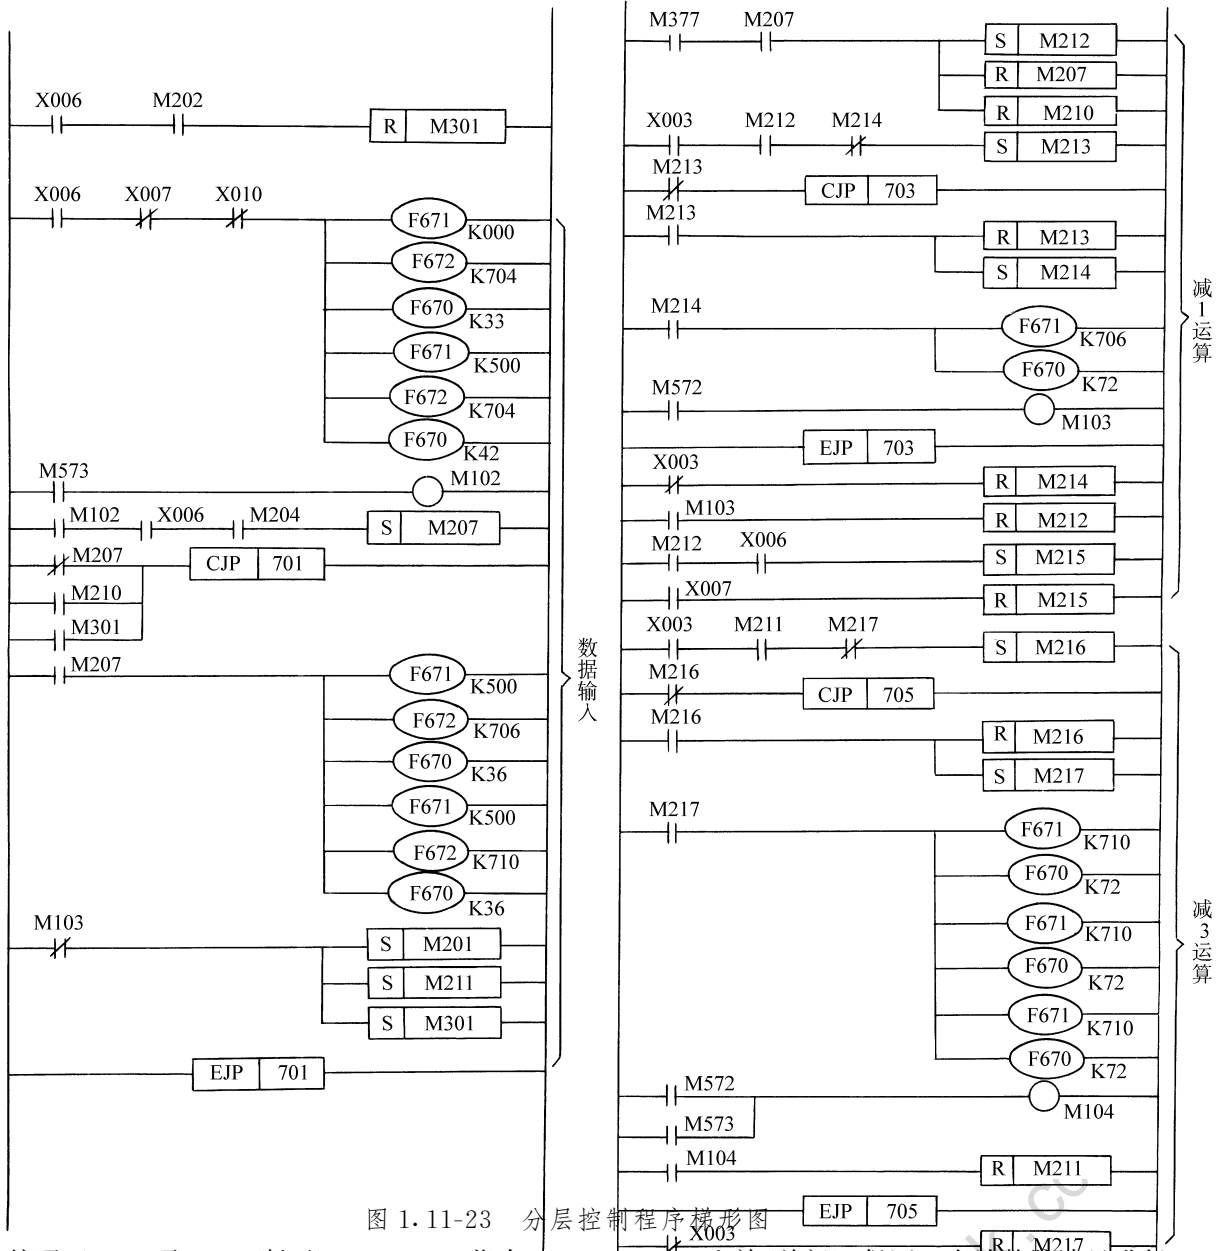 X006 M202
R M301
X006 X007 X010
F671 K000
F672 K704
F670 K33
F671 K500
F672 K704
F670 K42
M573
M102
M102 X006 M204
S M207
M207
CJP 701
M210
M301
M207
F671 K500
F672 K706
F670 K36
F671 K500
F672 K710
F670 K36
M103
S M201
S M211
S M301
EJP 701
数据输入
M377 M207
S M212
R M207
R M210
X003 M212 M214
S M213
M213
CJP 703
M213
R M213
S M214
M214
F671 K706
F670 K72
M572
M103
EJP 703
X003
R M214
M103
R M212
M212 X006
S M215
X007
R M215
减1运算
X003 M211 M217
S M216
M216
CJP 705
M216
R M216
S M217
M217
F671 K710
F670 K72
F671 K710
F670 K72
F671 K710
F670 K72
M572
M104
M573
M104
R M211
EJP 705
X003
R M217
减3运算
图 1.11-23 分层控制程序梯形图